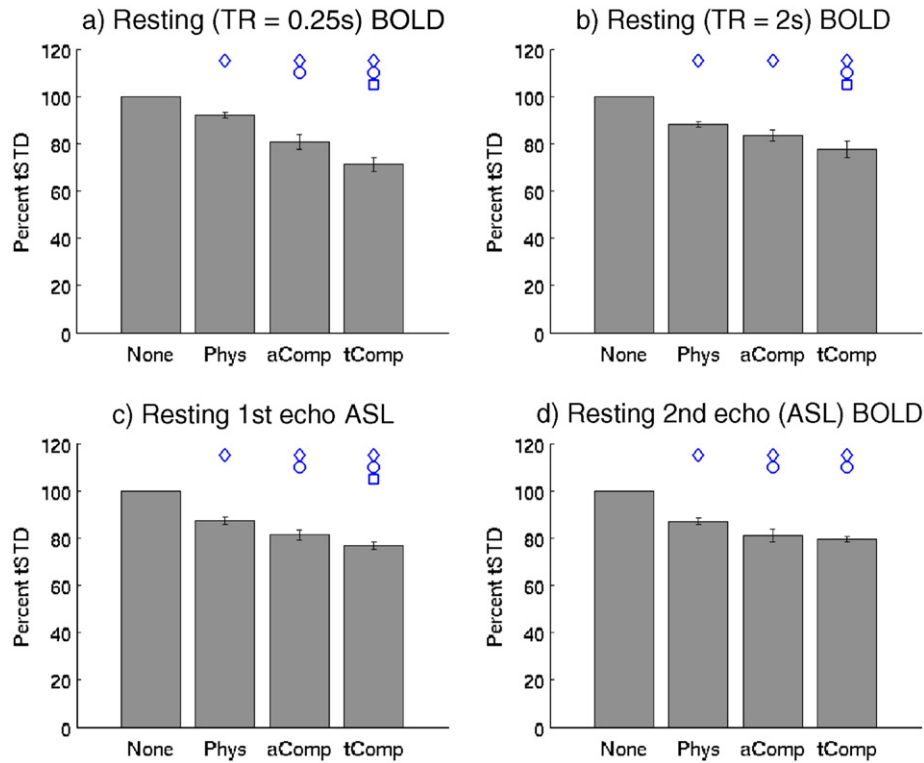 a) Resting (TR = 0.25s) BOLD
120
100
80
60
40
20
0
Percent tSTD
None Phys aComp tComp
b) Resting (TR = 2s) BOLD
120
100
80
60
40
20
0
Percent tSTD
None Phys aComp tComp
c) Resting 1st echo ASL
120
100
80
60
40
20
0
Percent tSTD
None Phys aComp tComp
d) Resting 2nd echo (ASL) BOLD
120
100
80
60
40
20
0
Percent tSTD
None Phys aComp tComp